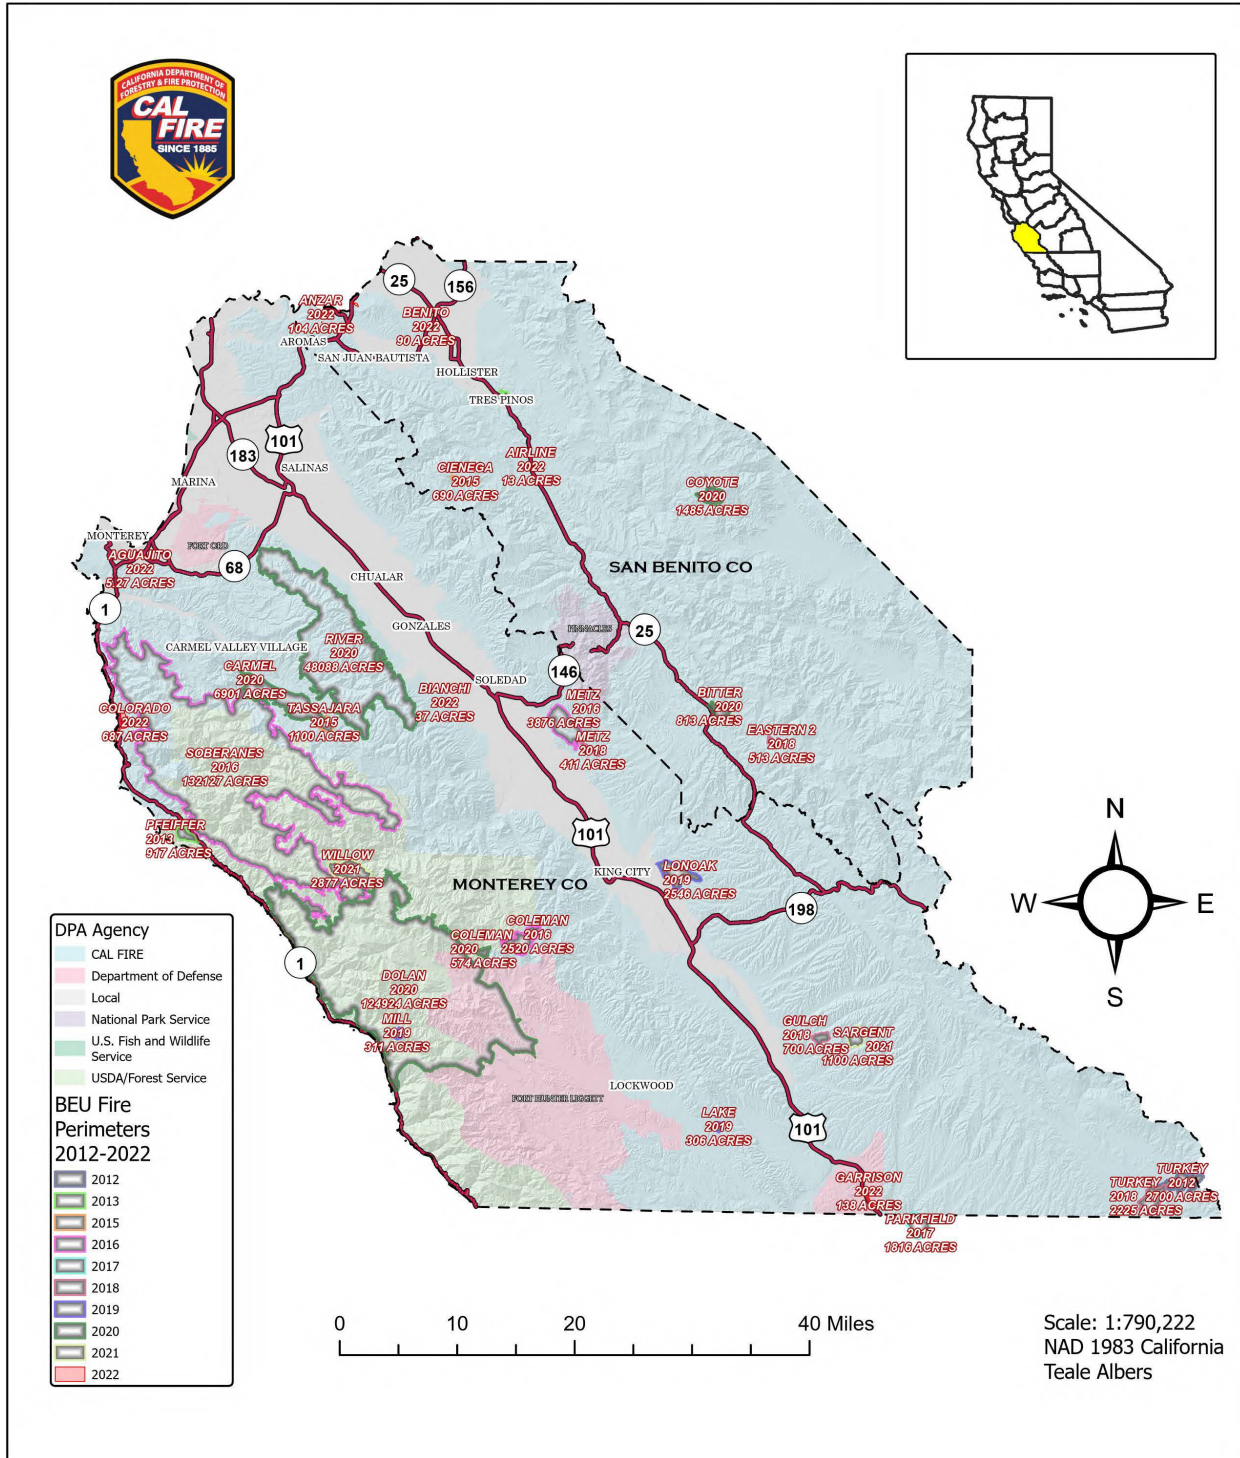 CALIFORNIA DEPARTMENT OF
FORESTRY & FIRE PROTECTION
CAL
FIRE
SINCE 1885
25
156
ANZAR
2022
104 ACRES
BENITO
2022
90 ACRES
AROMAS
SAN JUAN BAUTISTA
HOLLISTER
TRES PINOS
101
183
SALINAS
MARINA
CIENEGA
2015
690 ACRES
AIRLINE
2022
13 ACRES
COYOTE
2020
1485 ACRES
MONTEREY
FORT ORD
AGUAJITO
2022
5.27 ACRES
68
1
CHUALAR
GONZALES
SAN BENITO CO
PINNACLES
25
146
CARMEL VALLEY VILLAGE
RIVER
2020
48088 ACRES
CARMEL
2020
6901 ACRES
TASSAJARA
2015
1100 ACRES
BIANCHI
2022
37 ACRES
SOLEDAD
METZ
2016
3876 ACRES
METZ
2018
411 ACRES
BITTER
2020
813 ACRES
EASTERN 2
2018
513 ACRES
COLORADO
2022
687 ACRES
SOBERANES
2016
132127 ACRES
PFEIFFER
2013
917 ACRES
WILLOW
2021
2877 ACRES
MONTEREY CO
101
KING CITY
LONOAK
2019
2546 ACRES
198
COLEMAN
2016
2520 ACRES
COLEMAN
2020
574 ACRES
1
DOLAN
2020
124924 ACRES
MILL
2019
311 ACRES
GULCH
2018
700 ACRES
SARGENT
2021
1100 ACRES
LOCKWOOD
FORT HUNTER LIGGETT
LAKE
2019
306 ACRES
101
GARRISON
2022
138 ACRES
PARKFIELD
2017
1816 ACRES
TURKEY
2012
2700 ACRES
TURKEY
2018
2225 ACRES
N
W
E
S
DPA Agency
CAL FIRE
Department of Defense
Local
National Park Service
U.S. Fish and Wildlife
Service
USDA/Forest Service
BEU Fire
Perimeters
2012-2022
2012
2013
2015
2016
2017
2018
2019
2020
2021
2022
0 10 20 40 Miles
Scale: 1:790,222
NAD 1983 California
Teale Albers